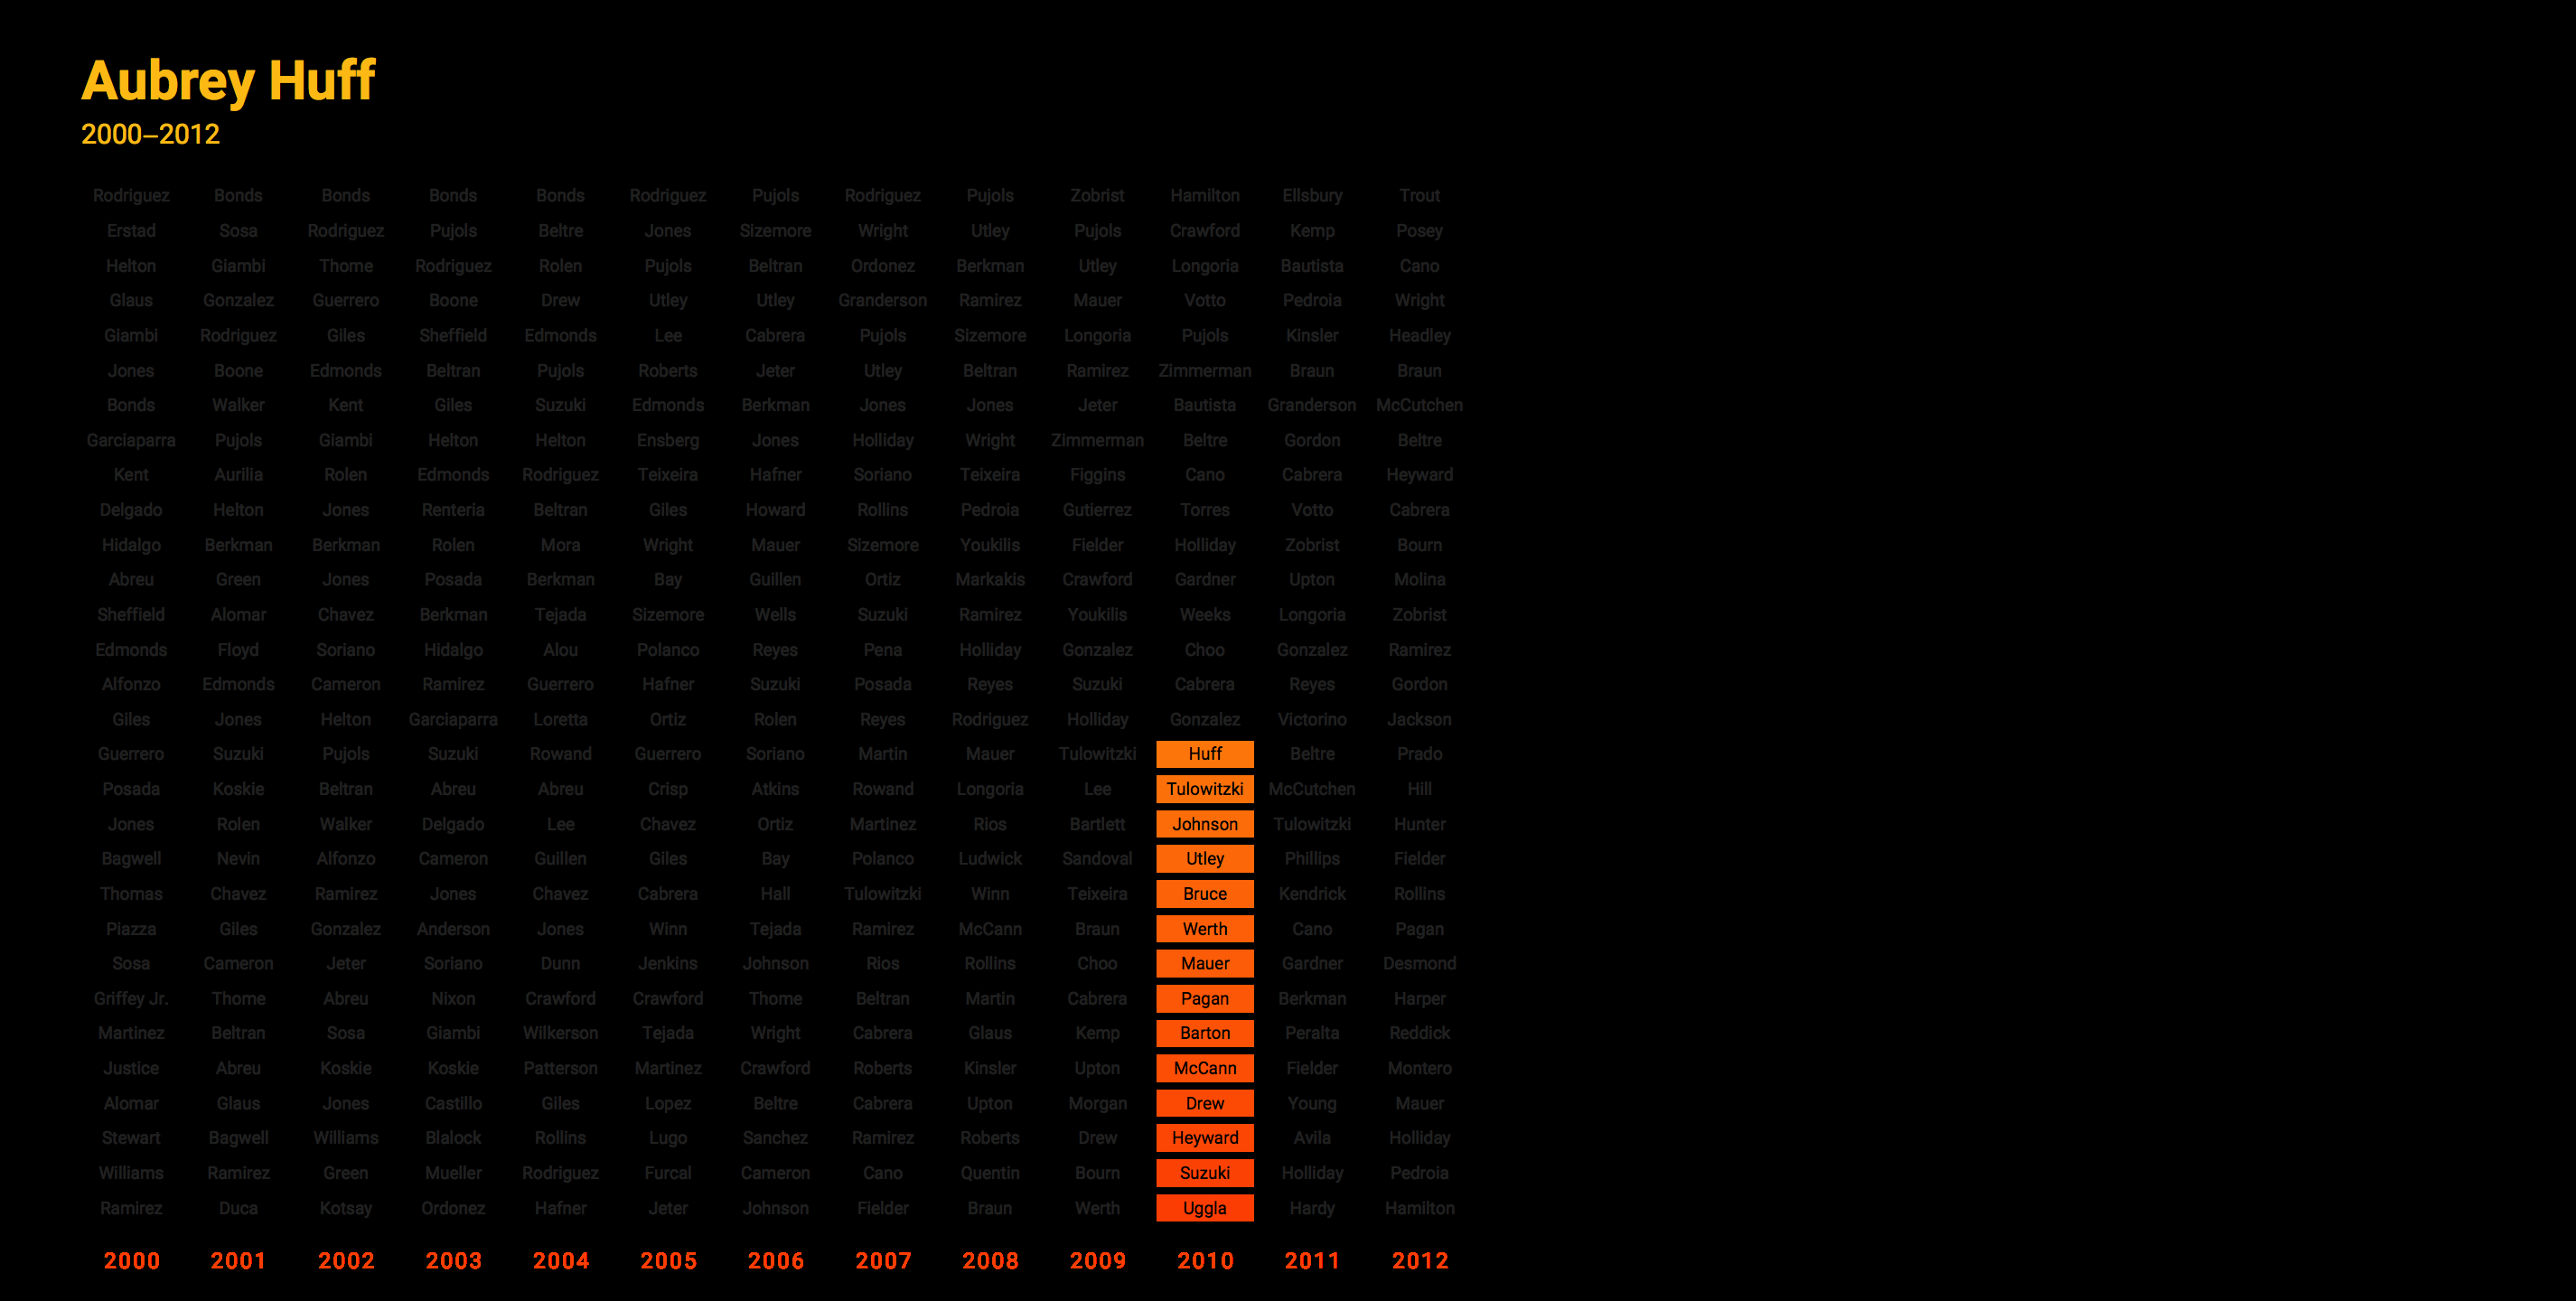 Aubrey Huff
2000–2012
Rodriguez Bonds Bonds Bonds Bonds Rodriguez Pujols Rodriguez Pujols Zobrist Hamilton Ellsbury Trout
Erstad Sosa Rodriguez Pujols Beltre Jones Sizemore Wright Utley Pujols Crawford Kemp Posey
Helton Giambi Thome Rodriguez Rolen Pujols Beltran Ordonez Berkman Utley Longoria Bautista Cano
Glaus Gonzalez Guerrero Boone Drew Utley Utley Granderson Ramirez Mauer Votto Pedroia Wright
Giambi Rodriguez Giles Sheffield Edmonds Lee Cabrera Pujols Sizemore Longoria Pujols Kinsler Headley
Jones Boone Edmonds Beltran Pujols Roberts Jeter Utley Beltran Ramirez Zimmerman Braun Braun
Bonds Walker Kent Giles Suzuki Edmonds Berkman Jones Jones Jeter Bautista Granderson McCutchen
Garciaparra Pujols Giambi Helton Helton Ensberg Jones Holliday Wright Zimmerman Beltre Gordon Beltre
Kent Aurilia Rolen Edmonds Rodriguez Teixeira Hafner Soriano Teixeira Figgins Cano Cabrera Heyward
Delgado Helton Jones Renteria Beltran Giles Howard Rollins Pedroia Gutierrez Torres Votto Cabrera
Hidalgo Berkman Berkman Rolen Mora Wright Mauer Sizemore Youkilis Fielder Holliday Zobrist Bourn
Abreu Green Jones Posada Berkman Bay Guillen Ortiz Markakis Crawford Gardner Upton Molina
Sheffield Alomar Chavez Berkman Tejada Sizemore Wells Suzuki Ramirez Youkilis Weeks Longoria Zobrist
Edmonds Floyd Soriano Hidalgo Alou Polanco Reyes Pena Holliday Gonzalez Choo Gonzalez Ramirez
Alfonzo Edmonds Cameron Ramirez Guerrero Hafner Suzuki Posada Reyes Suzuki Cabrera Reyes Gordon
Giles Jones Helton Garciaparra Loretta Ortiz Rolen Reyes Rodriguez Holliday Gonzalez Victorino Jackson
Guerrero Suzuki Pujols Suzuki Rowand Guerrero Soriano Martin Mauer Tulowitzki Huff Beltre Prado
Posada Koskie Beltran Abreu Abreu Crisp Atkins Rowand Longoria Lee Tulowitzki McCutchen Hill
Jones Rolen Walker Delgado Lee Chavez Ortiz Martinez Rios Bartlett Johnson Tulowitzki Hunter
Bagwell Nevin Alfonzo Cameron Guillen Giles Bay Polanco Ludwick Sandoval Utley Phillips Fielder
Thomas Chavez Ramirez Jones Chavez Cabrera Hall Tulowitzki Winn Teixeira Bruce Kendrick Rollins
Piazza Giles Gonzalez Anderson Jones Winn Tejada Ramirez McCann Braun Werth Cano Pagan
Sosa Cameron Jeter Soriano Dunn Jenkins Johnson Rios Rollins Choo Mauer Gardner Desmond
Griffey Jr. Thome Abreu Nixon Crawford Crawford Thome Beltran Martin Cabrera Pagan Berkman Harper
Martinez Beltran Sosa Giambi Wilkerson Tejada Wright Cabrera Glaus Kemp Barton Peralta Reddick
Justice Abreu Koskie Koskie Patterson Martinez Crawford Roberts Kinsler Upton McCann Fielder Montero
Alomar Glaus Jones Castillo Giles Lopez Beltre Cabrera Upton Morgan Drew Young Mauer
Stewart Bagwell Williams Blalock Rollins Lugo Sanchez Ramirez Roberts Drew Heyward Avila Holliday
Williams Ramirez Green Mueller Rodriguez Furcal Cameron Cano Quentin Bourn Suzuki Holliday Pedroia
Ramirez Duca Kotsay Ordonez Hafner Jeter Johnson Fielder Braun Werth Uggla Hardy Hamilton
2000 2001 2002 2003 2004 2005 2006 2007 2008 2009 2010 2011 2012